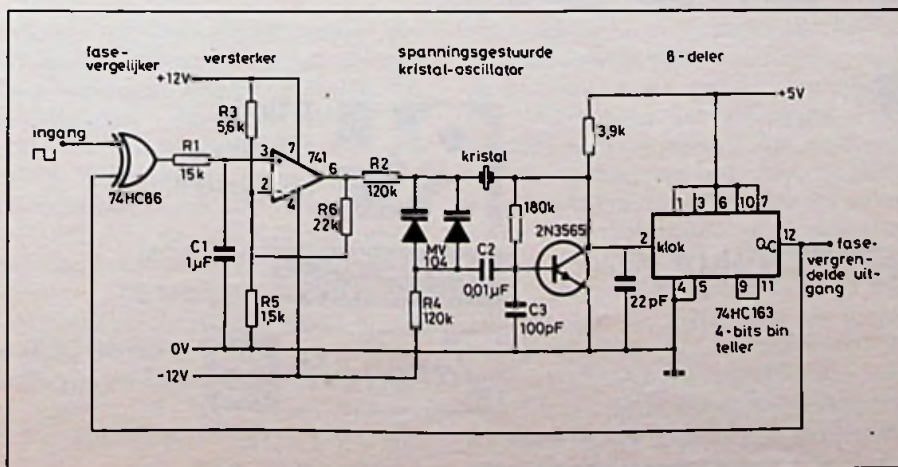 fase-
vergelijker
versterker
spanningsgestuurde
kristal-oscillator
8-deler
+12V
+5V
R3
5,6k
3,9k
ingang
R1
15k
3
7
741
6
R2
120k
kristal
2
4
74HC86
R6
22k
180k
2N3565
1
3
6
10
7
2
klok
QC
12
fase-
vergren-
delde uit-
gang
C1
1µF
MV
104
C2
0,01µF
22pF
4
5
9
11
R5
1,5k
R4
120k
C3
100pF
74HC163
4-bits bin
teller
0V
-12V